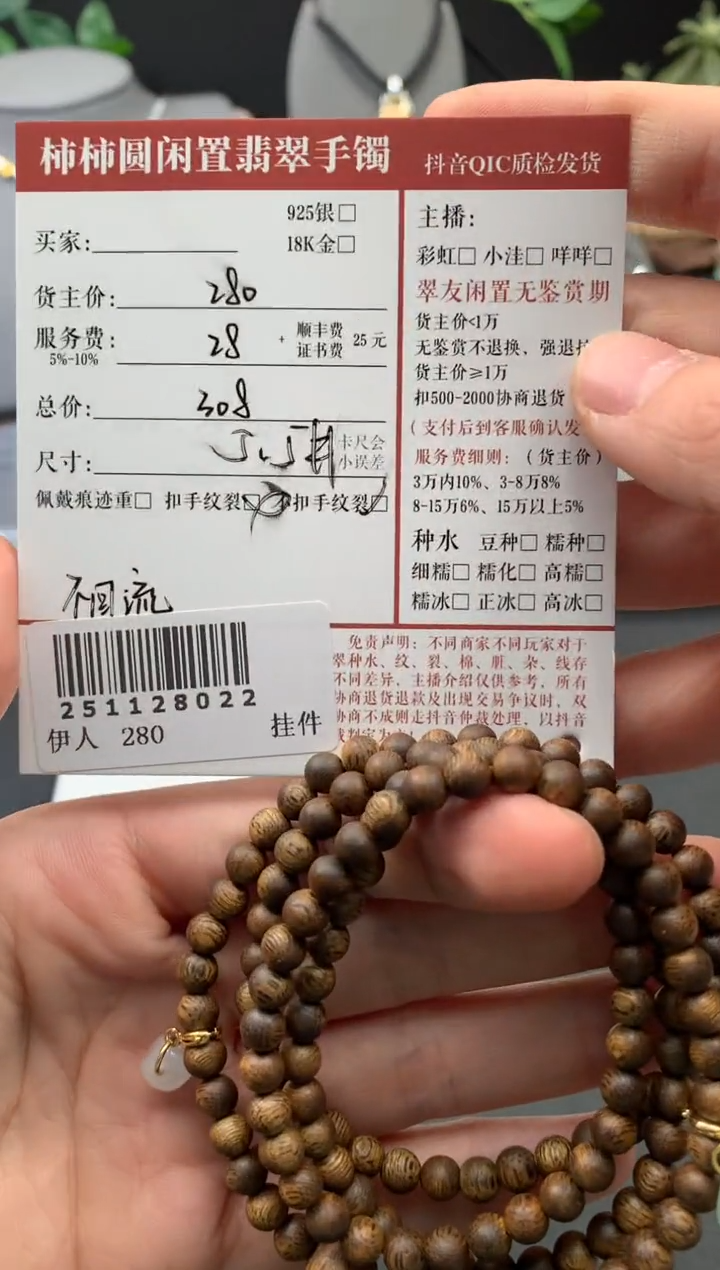 柿柿圆闲置翡翠手镯 抖音QIC质检发货
925银□
买家: 18K金□
货主价: 280
服务费: 28 + 顺丰费 证书费 25元
5%-10%
总价: 308
尺寸: 卡尺会 小误差
佩戴痕迹重□ 扣手纹裂□ 不扣手纹裂□
不回流
251128022
伊人 280 挂件
主播:
彩虹□ 小洼□ 咩咩□
翠友闲置无鉴赏期
货主价<1万
无鉴赏不退换，强退扣
货主价≥1万
扣500-2000协商退货
(支付后到客服确认发
服务费细则：(货主价)
3万内10%、3-8万8%
8-15万6%、15万以上5%
种水 豆种□ 糯种□
细糯□ 糯化□ 高糯□
糯冰□ 正冰□ 高冰□
免责声明：不同商家不同玩家对于
翠种水、纹、裂、棉、脏、杂、线存
不同差异，主播介绍仅供参考，所有
协商退货退款及出现交易争议时，双
协商不成则走抖音仲裁处理，以抖音